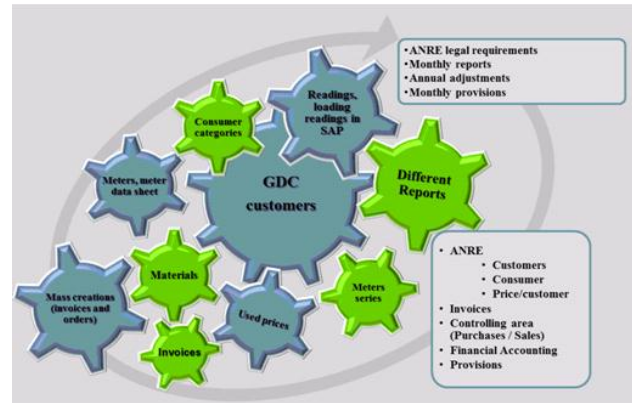 •ANRE legal requirements
•Monthly reports
•Annual adjustments
•Monthly provisions
Readings,
loading
readings in
SAP
Consumer
categories
Different
Reports
GDC
customers
Meters, meter
data sheet
Materials
Meters
series
Mass creations
(invoices and
orders)
Used prices
Invoices
• ANRE
• Customers
• Consumer
• Price/customer
• Invoices
• Controlling area
(Purchases / Sales)
• Financial Accounting
• Provisions